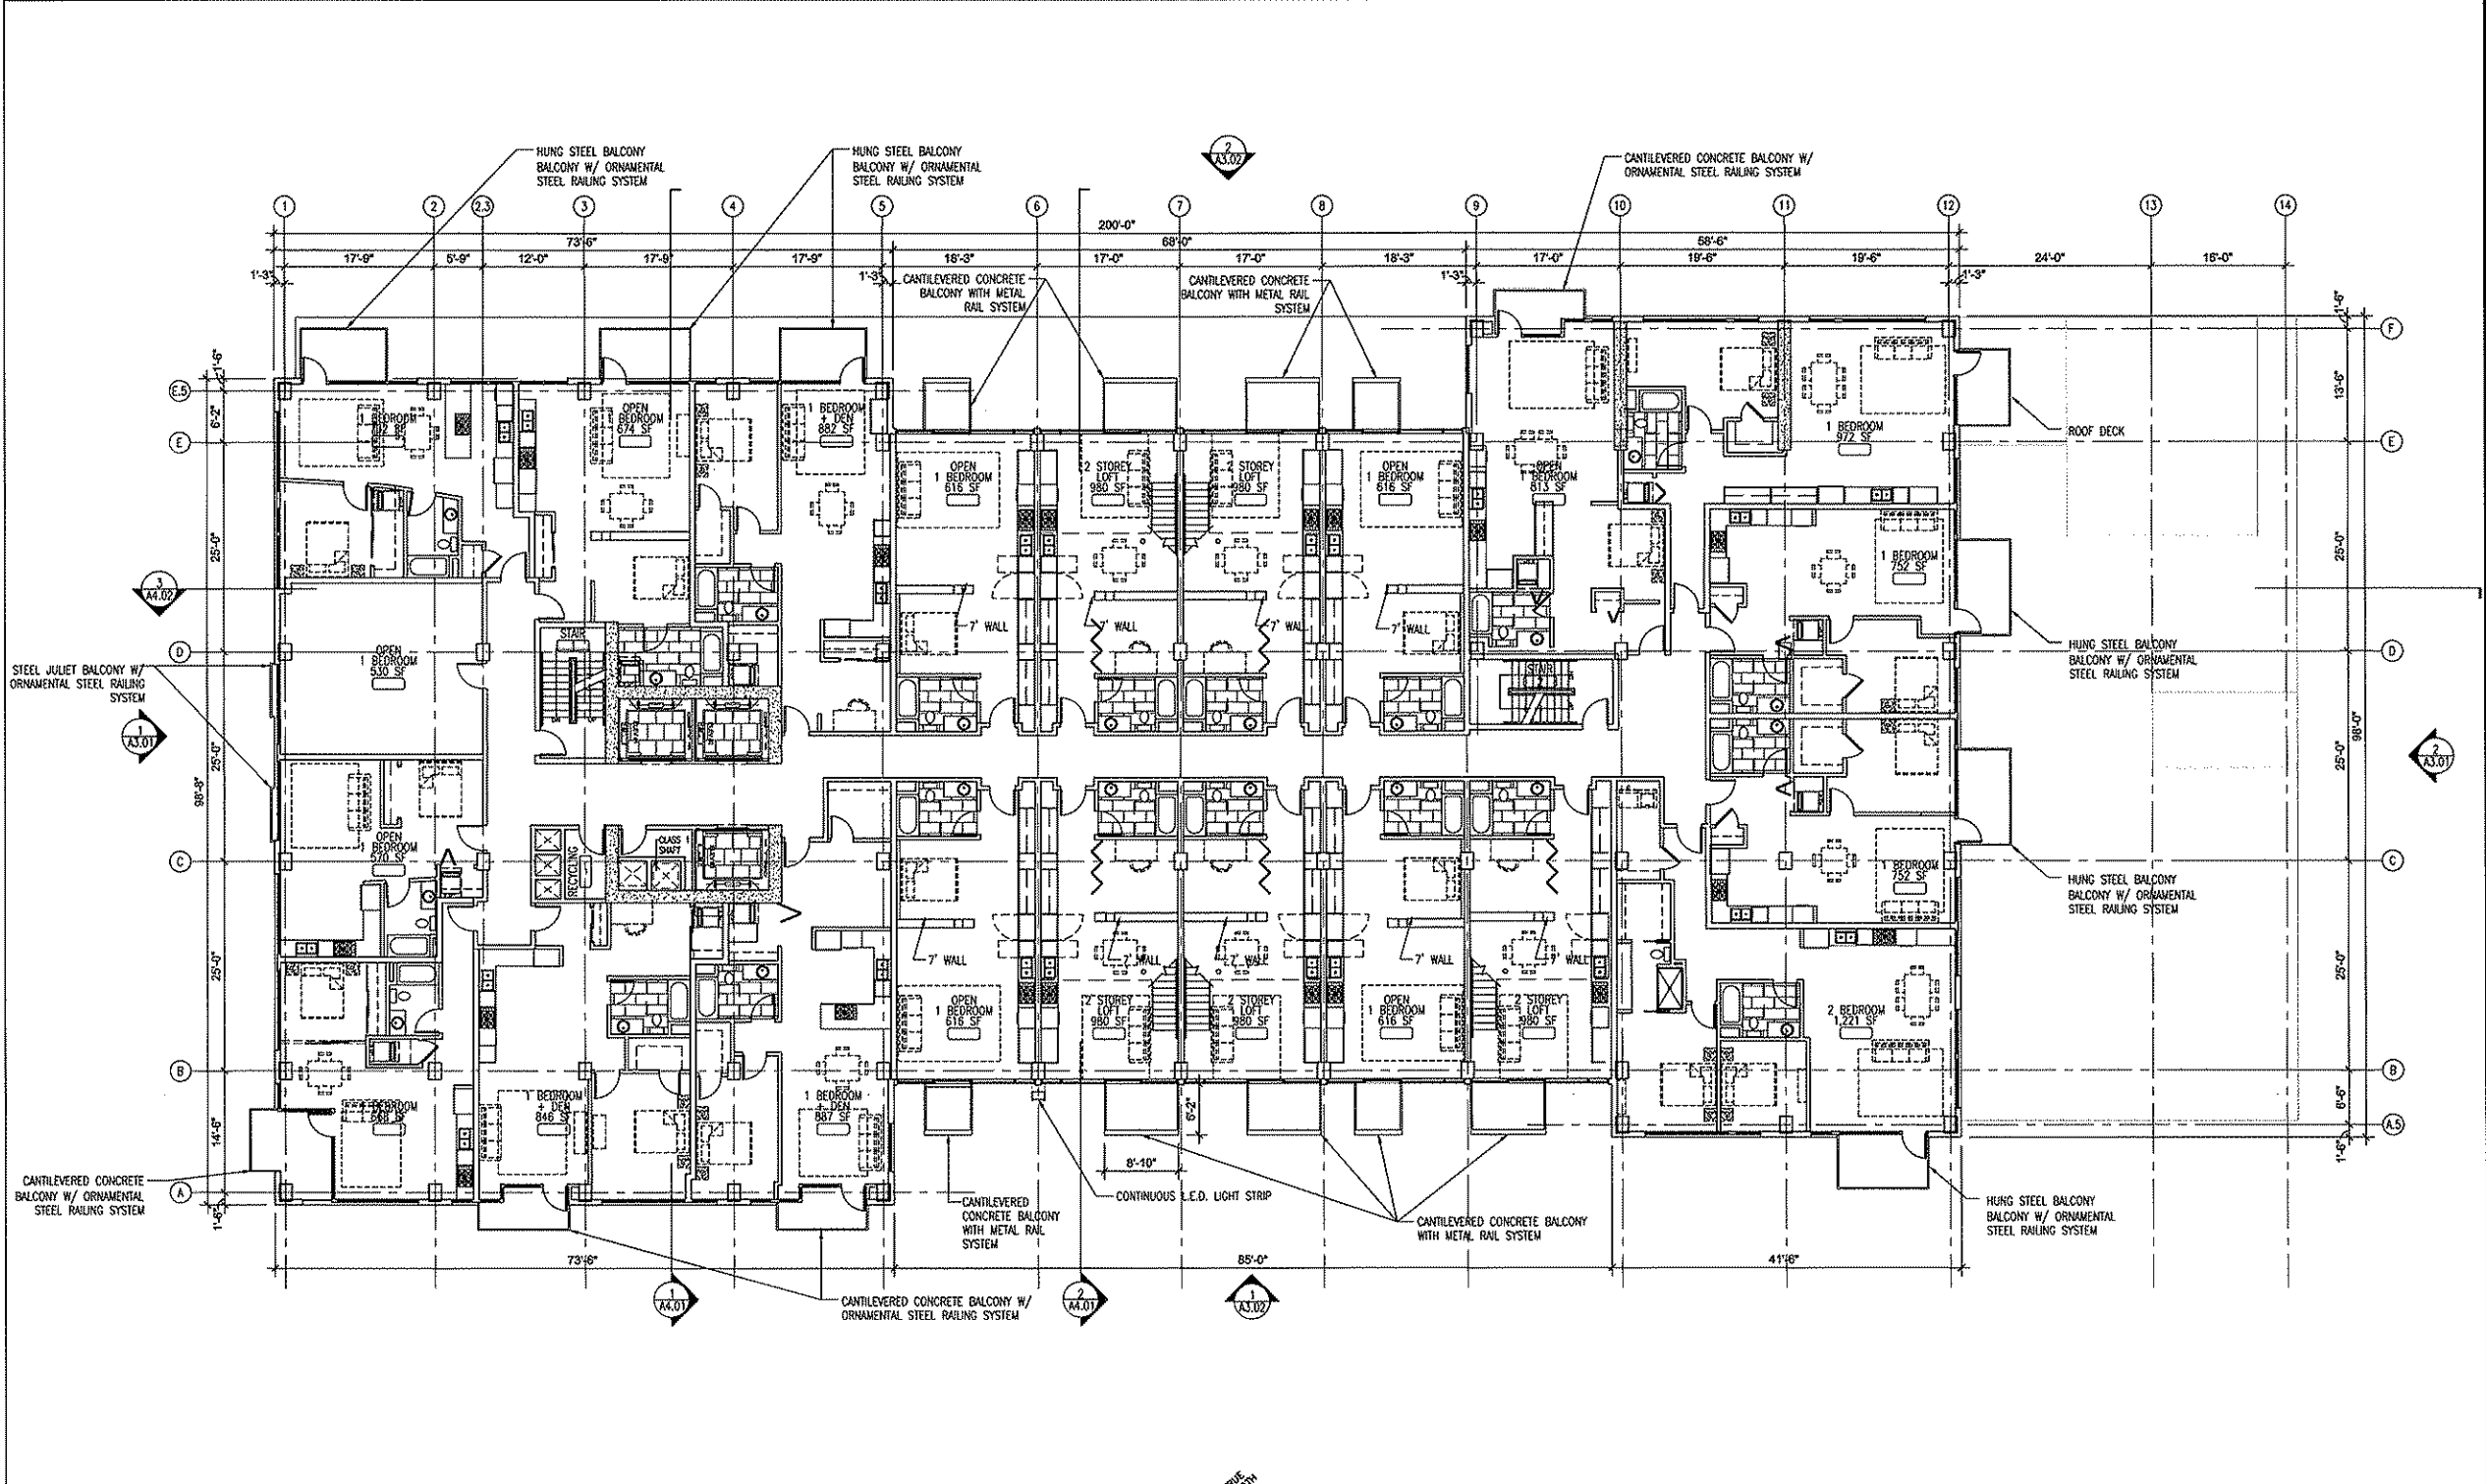 HUNG STEEL BALCONY
BALCONY W/ ORNAMENTAL
STEEL RAILING SYSTEM
HUNG STEEL BALCONY
BALCONY W/ ORNAMENTAL
STEEL RAILING SYSTEM
2
A3.02
CANTILEVERED CONCRETE BALCONY W/
ORNAMENTAL STEEL RAILING SYSTEM
1 2 2.3 3 4 5 6 7 8 9 10 11 12 13 14
200'-0"
73'-6" 68'-0" 58'-6"
17'-9" 5'-9" 12'-0" 17'-9" 17'-9" 18'-3" 17'-0" 17'-0" 18'-3" 17'-0" 19'-6" 19'-6" 24'-0" 16'-0"
1'-3" 1'-3" 1'-3" 1'-3"
CANTILEVERED CONCRETE
BALCONY WITH METAL
RAIL SYSTEM
CANTILEVERED CONCRETE
BALCONY WITH METAL RAIL
SYSTEM
1'-6"
F
13'-6"
E
ROOF DECK
25'-0"
98'-0"
1'-6"
E.5
6'-2"
E
25'-0"
BEDROOM
OPEN
BEDROOM
674 SF
1 BEDROOM
+ DEN
882 SF
OPEN
1 BEDROOM
616 SF
2 STOREY
LOFT
980 SF
2 STOREY
LOFT
980 SF
OPEN
1 BEDROOM
616 SF
OPEN
1 BEDROOM
813 SF
1 BEDROOM
972 SF
1 BEDROOM
752 SF
3
A4.02
7' WALL
7' WALL
7' WALL
7' WALL
HUNG STEEL BALCONY
BALCONY W/ ORNAMENTAL
STEEL RAILING SYSTEM
STAIR
STAIR
D
D
STEEL JULIET BALCONY W/
ORNAMENTAL STEEL RAILING
SYSTEM
OPEN
1 BEDROOM
530 SF
1
A3.01
2
A3.01
25'-0"
98'-8"
25'-0"
OPEN
BEDROOM
570 SF
RECYCLING
CLASS 1
SHAFT
C
C
1 BEDROOM
752 SF
HUNG STEEL BALCONY
BALCONY W/ ORNAMENTAL
STEEL RAILING SYSTEM
25'-0"
25'-0"
7' WALL
7' WALL
7' WALL
7' WALL
7' WALL
OPEN
1 BEDROOM
616 SF
2 STOREY
LOFT
980 SF
2 STOREY
LOFT
980 SF
OPEN
1 BEDROOM
616 SF
2 STOREY
LOFT
980 SF
2 BEDROOM
1,221 SF
B
B
14'-6"
BEDROOM
668 SF
1 BEDROOM
+ DEN
846 SF
1 BEDROOM
+ DEN
887 SF
6'-2"
8'-10"
6'-6"
A.5
1'-6"
A
1'-6"
CANTILEVERED CONCRETE
BALCONY W/ ORNAMENTAL
STEEL RAILING SYSTEM
CANTILEVERED
CONCRETE BALCONY
WITH METAL RAIL
SYSTEM
CONTINUOUS L.E.D. LIGHT STRIP
CANTILEVERED CONCRETE BALCONY
WITH METAL RAIL SYSTEM
HUNG STEEL BALCONY
BALCONY W/ ORNAMENTAL
STEEL RAILING SYSTEM
73'-6" 85'-0" 41'-6"
1
A4.01
CANTILEVERED CONCRETE BALCONY W/
ORNAMENTAL STEEL RAILING SYSTEM
2
A4.01
1
A3.02